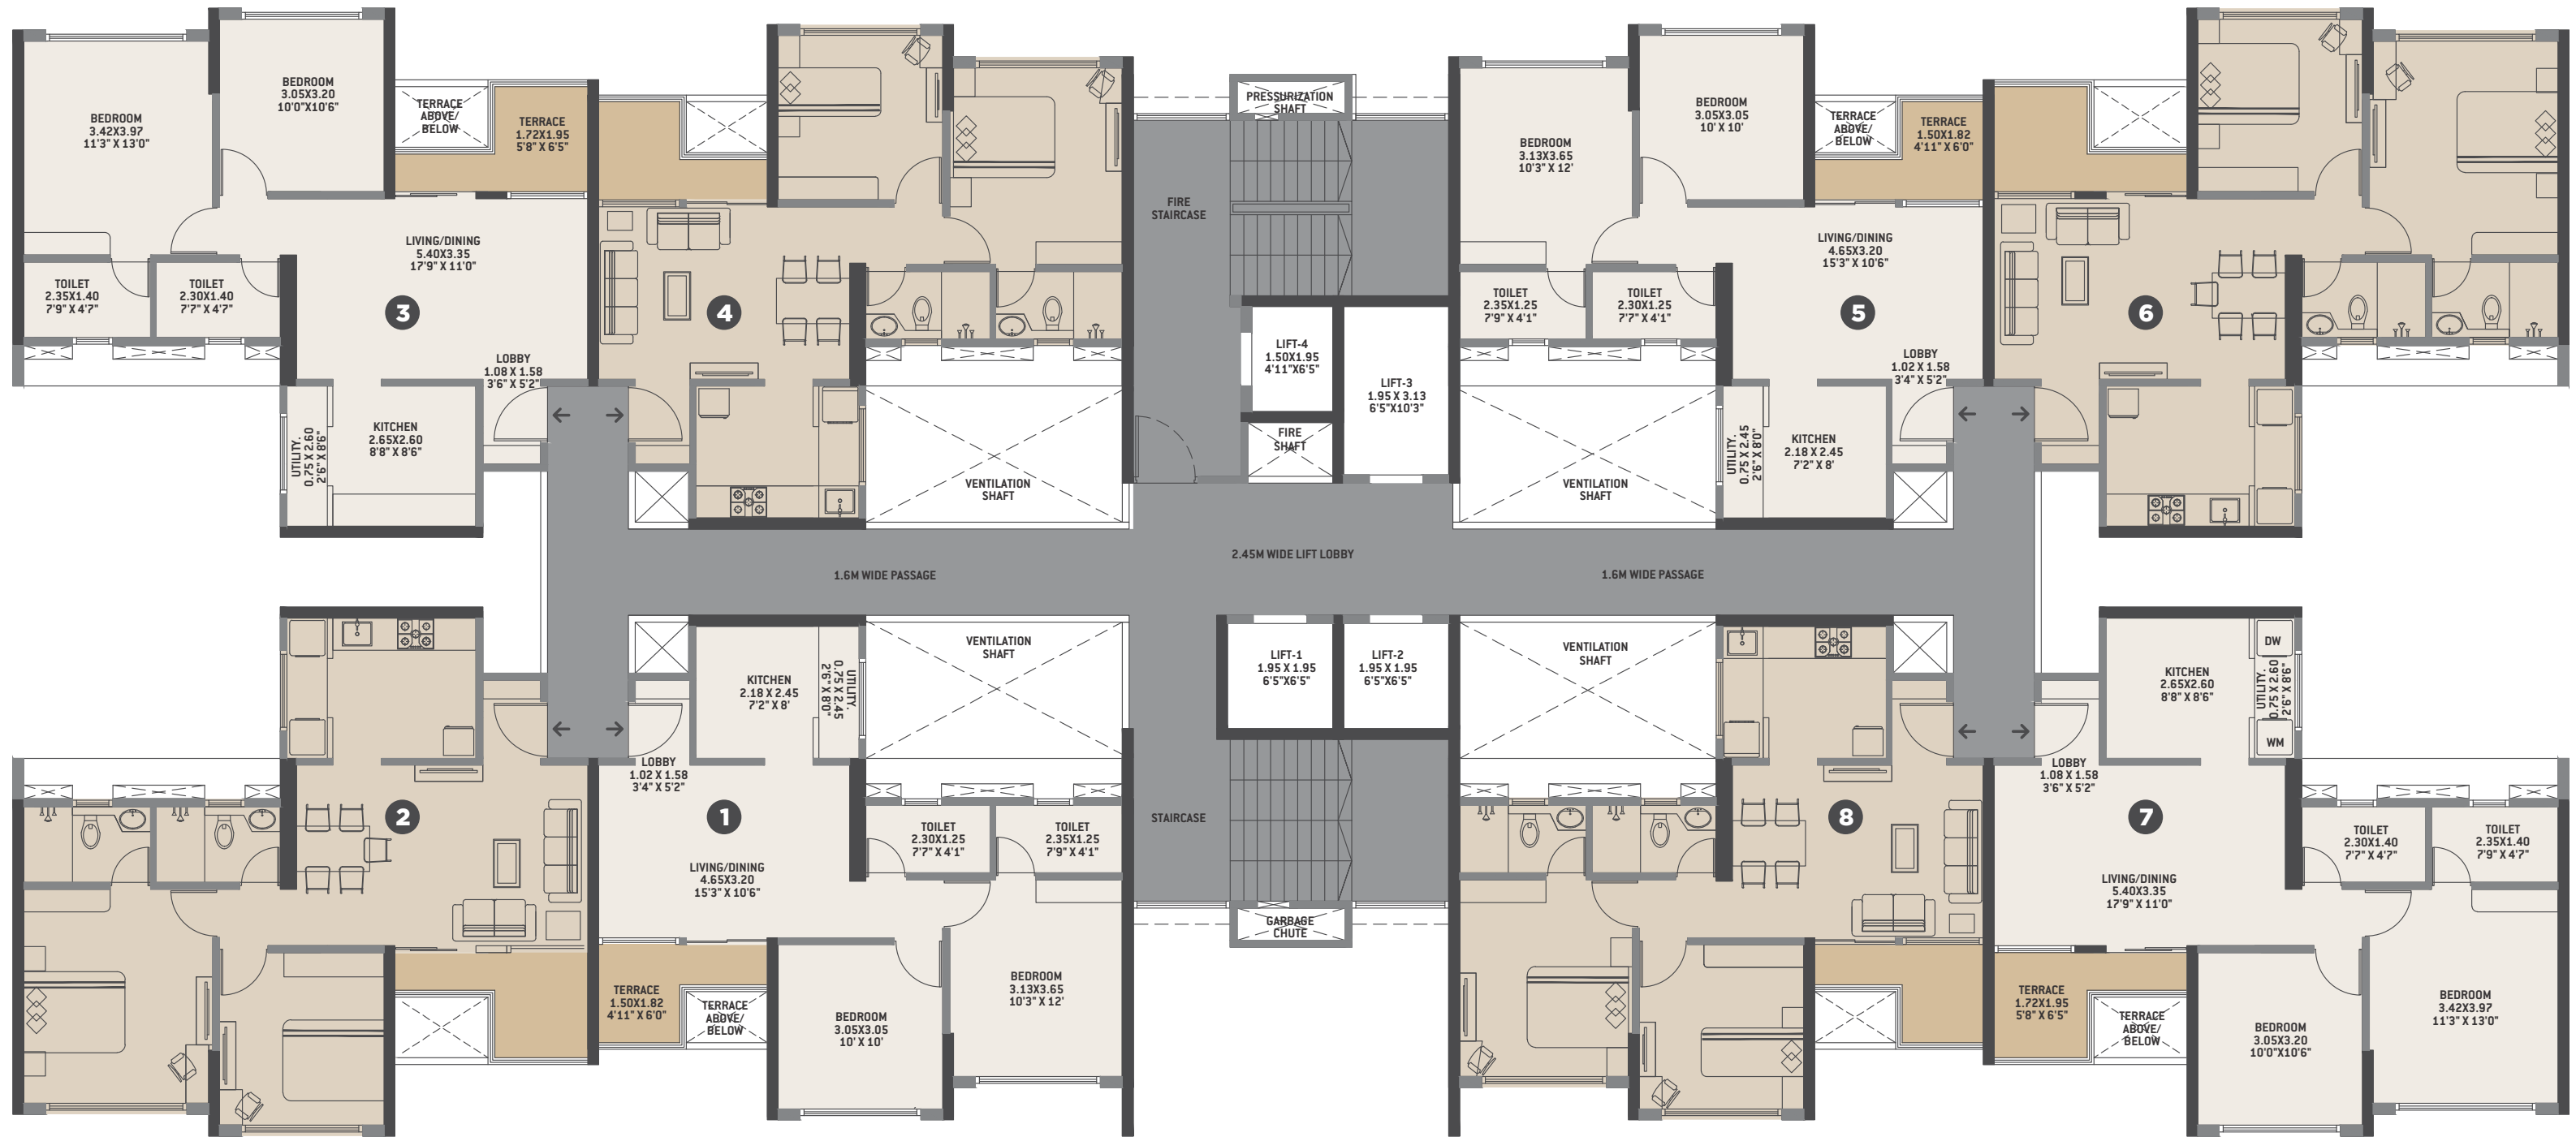 BEDROOM
3.42X3.97
11'3" X 13'0"
BEDROOM
3.05X3.20
10'0"X10'6"
TERRACE
ABOVE/
BELOW
TERRACE
1.72X1.95
5'8" X 6'5"
LIVING/DINING
5.40X3.35
17'9" X 11'0"
TOILET
2.35X1.40
7'9" X 4'7"
TOILET
2.30X1.40
7'7" X 4'7"
3
LOBBY
1.08 X 1.58
3'6" X 5'2"
UTILITY.
0.75 X 2.60
2'6" X 8'6"
KITCHEN
2.65X2.60
8'8" X 8'6"
4
VENTILATION
SHAFT
PRESSURIZATION
SHAFT
FIRE
STAIRCASE
LIFT-4
1.50X1.95
4'11"X6'5"
LIFT-3
1.95 X 3.13
6'5"X10'3"
FIRE
SHAFT
BEDROOM
3.13X3.65
10'3" X 12'
BEDROOM
3.05X3.05
10' X 10'
TERRACE
ABOVE/
BELOW
TERRACE
1.50X1.82
4'11" X 6'0"
LIVING/DINING
4.65X3.20
15'3" X 10'6"
TOILET
2.35X1.25
7'9" X 4'1"
TOILET
2.30X1.25
7'7" X 4'1"
5
LOBBY
1.02 X 1.58
3'4" X 5'2"
VENTILATION
SHAFT
UTILITY.
0.75 X 2.45
2'6" X 8'0"
KITCHEN
2.18 X 2.45
7'2" X 8'
6
1.6M WIDE PASSAGE
2.45M WIDE LIFT LOBBY
1.6M WIDE PASSAGE
2
KITCHEN
2.18 X 2.45
7'2" X 8'
UTILITY.
0.75 X 2.45
2'6" X 8'0"
VENTILATION
SHAFT
LOBBY
1.02 X 1.58
3'4" X 5'2"
1
LIVING/DINING
4.65X3.20
15'3" X 10'6"
TOILET
2.30X1.25
7'7" X 4'1"
TOILET
2.35X1.25
7'9" X 4'1"
TERRACE
1.50X1.82
4'11" X 6'0"
TERRACE
ABOVE/
BELOW
BEDROOM
3.05X3.05
10' X 10'
BEDROOM
3.13X3.65
10'3" X 12'
LIFT-1
1.95 X 1.95
6'5"X6'5"
LIFT-2
1.95 X 1.95
6'5"X6'5"
STAIRCASE
GARBAGE
CHUTE
VENTILATION
SHAFT
8
KITCHEN
2.65X2.60
8'8" X 8'6"
DW
UTILITY.
0.75 X 2.60
2'6" X 8'6"
WM
LOBBY
1.08 X 1.58
3'6" X 5'2"
7
LIVING/DINING
5.40X3.35
17'9" X 11'0"
TOILET
2.30X1.40
7'7" X 4'7"
TOILET
2.35X1.40
7'9" X 4'7"
TERRACE
1.72X1.95
5'8" X 6'5"
TERRACE
ABOVE/
BELOW
BEDROOM
3.05X3.20
10'0"X10'6"
BEDROOM
3.42X3.97
11'3" X 13'0"